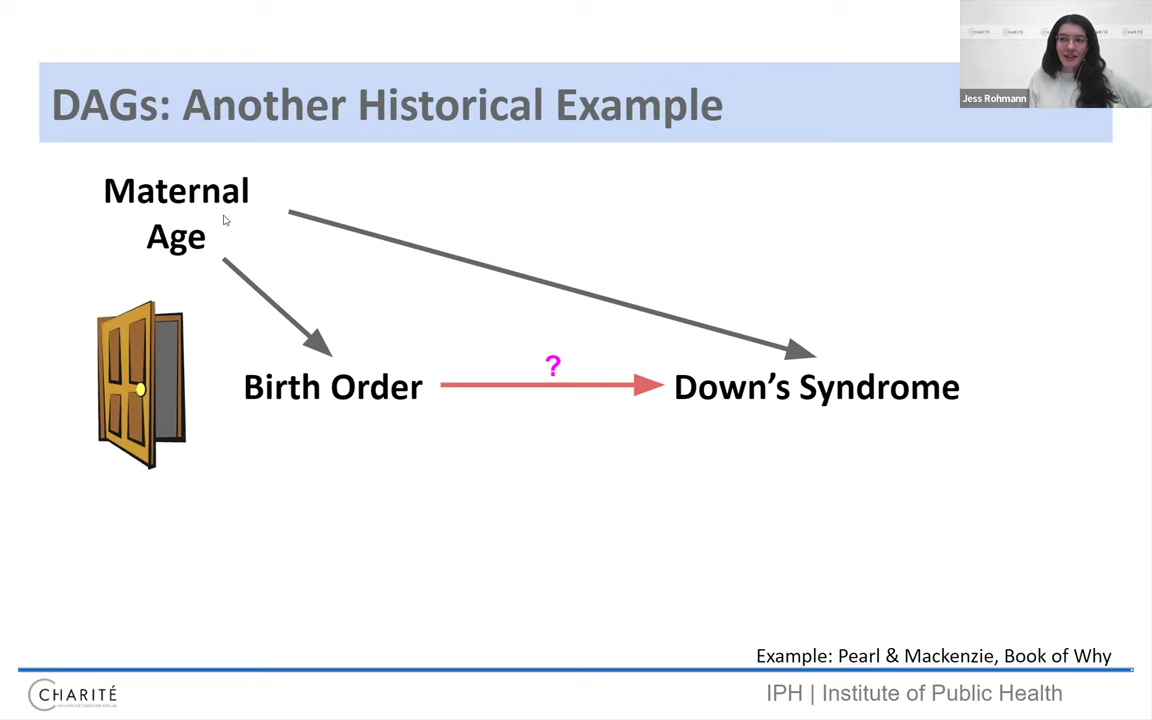 DAGs: Another Historical Example
Jess Rohmann
Maternal
Age
?
Birth Order
Down's Syndrome
Example: Pearl & Mackenzie, Book of Why
CHARITÉ
IPH | Institute of Public Health